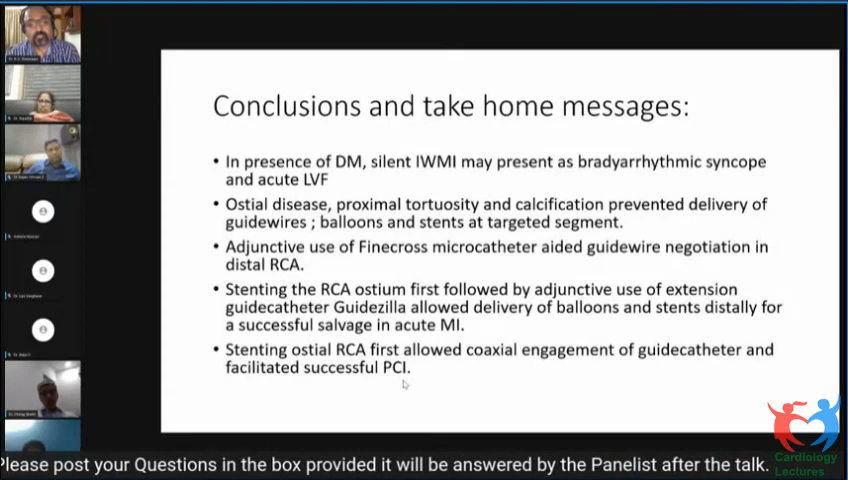 Conclusions and take home messages:
• In presence of DM, silent IWMI may present as bradyarrhythmic syncope
and acute LVF
• Ostial disease, proximal tortuosity and calcification prevented delivery of
guidewires ; balloons and stents at targeted segment.
• Adjunctive use of Finecross microcatheter aided guidewire negotiation in
distal RCA.
• Stenting the RCA ostium first followed by adjunctive use of extension
guidecatheter Guidezilla allowed delivery of balloons and stents distally for
a successful salvage in acute MI.
• Stenting ostial RCA first allowed coaxial engagement of guidecatheter and
facilitated successful PCI.
Cardiology
Lectures
Please post your Questions in the box provided it will be answered by the Panelist after the talk.